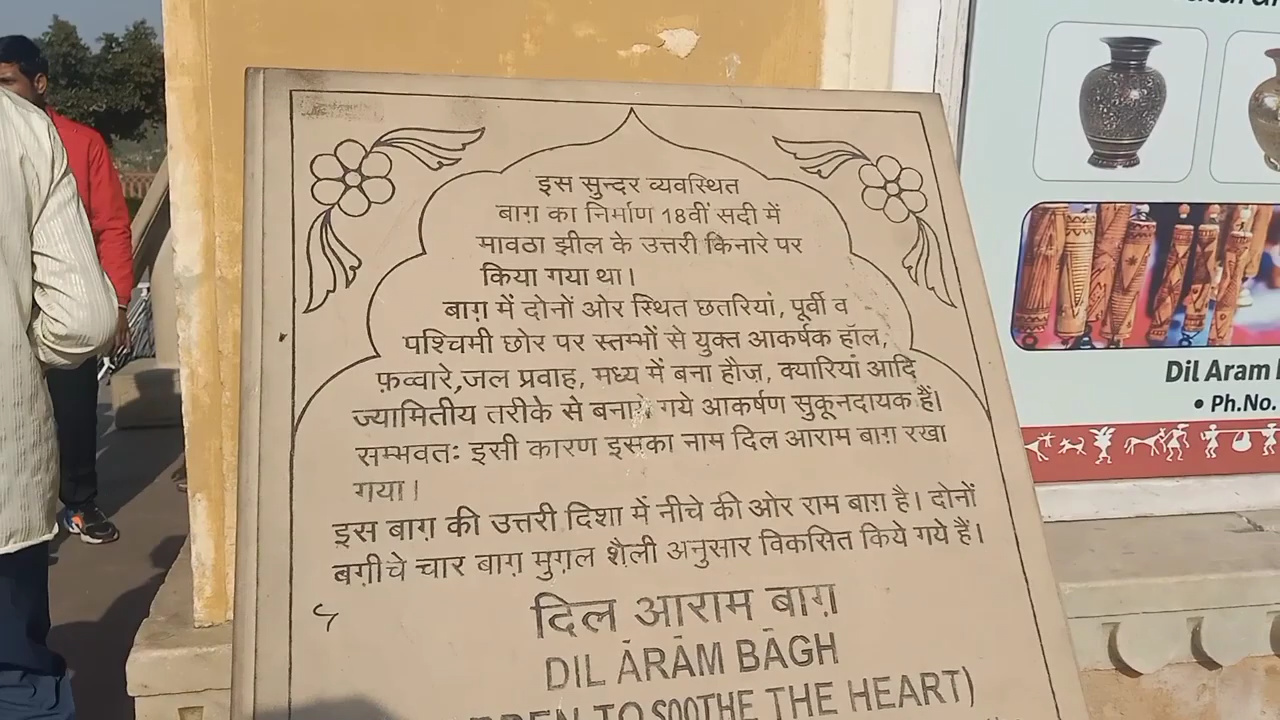 इस सुन्दर व्यवस्थित
बाग़ का निर्माण 18वीं सदी में
मावठा झील के उत्तरी किनारे पर
किया गया था।
बाग़ में दोनों ओर स्थित छतरियां, पूर्वी व
पश्चिमी छोर पर स्तम्भों से युक्त आकर्षक हॉल,
फ़व्वारे,जल प्रवाह, मध्य में बना हौज़, क्यारियां आदि
ज्यामितीय तरीके से बनाये गये आकर्षण सुकूनदायक हैं।
सम्भवतः इसी कारण इसका नाम दिल आराम बाग़ रखा
गया।
इस बाग़ की उत्तरी दिशा में नीचे की ओर राम बाग़ है। दोनों
बग़ीचे चार बाग़ मुग़ल शैली अनुसार विकसित किये गये हैं।
दिल आराम बाग़
DIL ĀRĀM BĀGH
TO SOOTHE THE HEART)
Dil Aram
• Ph.No.